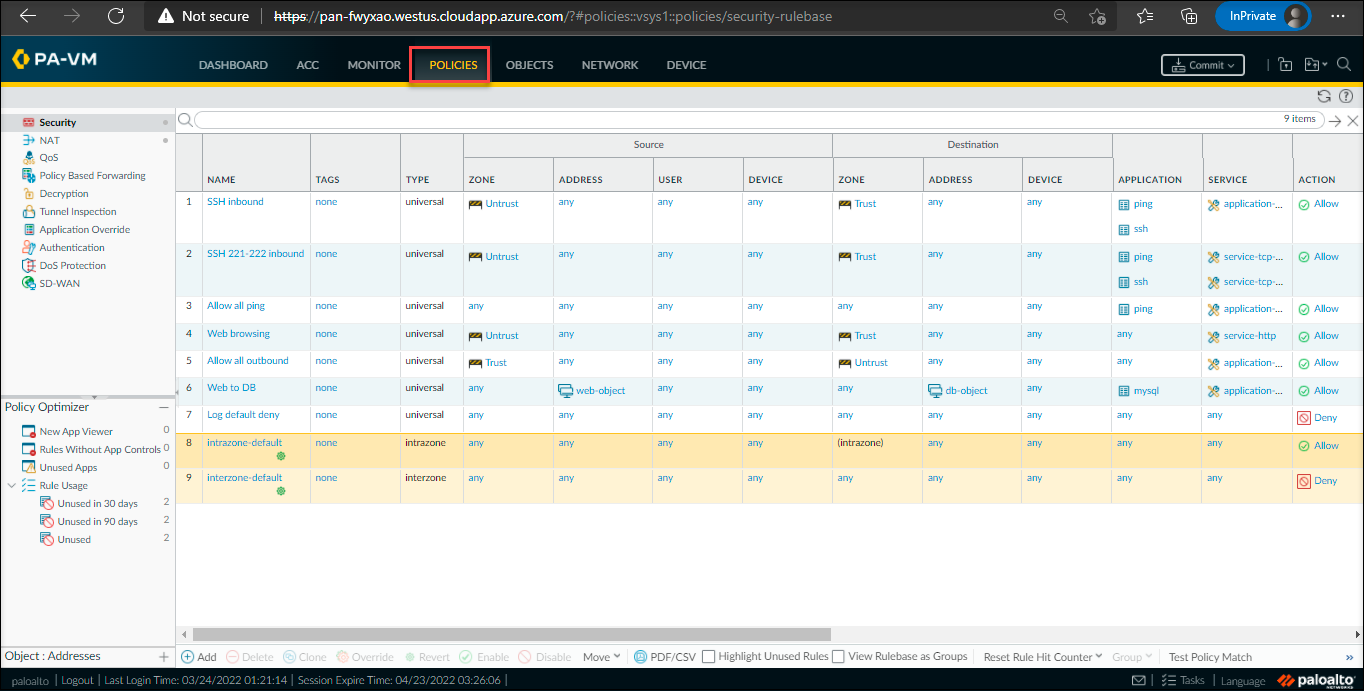 Not secure https://pan-fwyxao.westus.cloudapp.azure.com/?#policies::vsys1::policies/security-rulebase InPrivate
PA-VM DASHBOARD ACC MONITOR POLICIES OBJECTS NETWORK DEVICE Commit
9 items
Security
NAT
QoS
Policy Based Forwarding
Decryption
Tunnel Inspection
Application Override
Authentication
DoS Protection
SD-WAN
Policy Optimizer
New App Viewer 0
Rules Without App Controls 0
Unused Apps 0
Rule Usage
Unused in 30 days 2
Unused in 90 days 2
Unused 2
Object : Addresses
Source Destination
NAME TAGS TYPE ZONE ADDRESS USER DEVICE ZONE ADDRESS DEVICE APPLICATION SERVICE ACTION
1 SSH inbound none universal Untrust any any any Trust any any ping application-... Allow
ssh
2 SSH 221-222 inbound none universal Untrust any any any Trust any any ping service-tcp-... Allow
ssh service-tcp-...
3 Allow all ping none universal any any any any any any any ping application-... Allow
4 Web browsing none universal Untrust any any any Trust any any any service-http Allow
5 Allow all outbound none universal Trust any any any Untrust any any any application-... Allow
6 Web to DB none universal any web-object any any any db-object any mysql application-... Allow
7 Log default deny none universal any any any any any any any any any Deny
8 intrazone-default none intrazone any any any any (intrazone) any any any any Allow
9 interzone-default none interzone any any any any any any any any any Deny
Add Delete Clone Override Revert Enable Disable Move PDF/CSV Highlight Unused Rules View Rulebase as Groups Reset Rule Hit Counter Group Test Policy Match
paloalto | Logout | Last Login Time: 03/24/2022 01:21:14 | Session Expire Time: 04/23/2022 03:26:06 | Tasks | Language paloalto NETWORKS